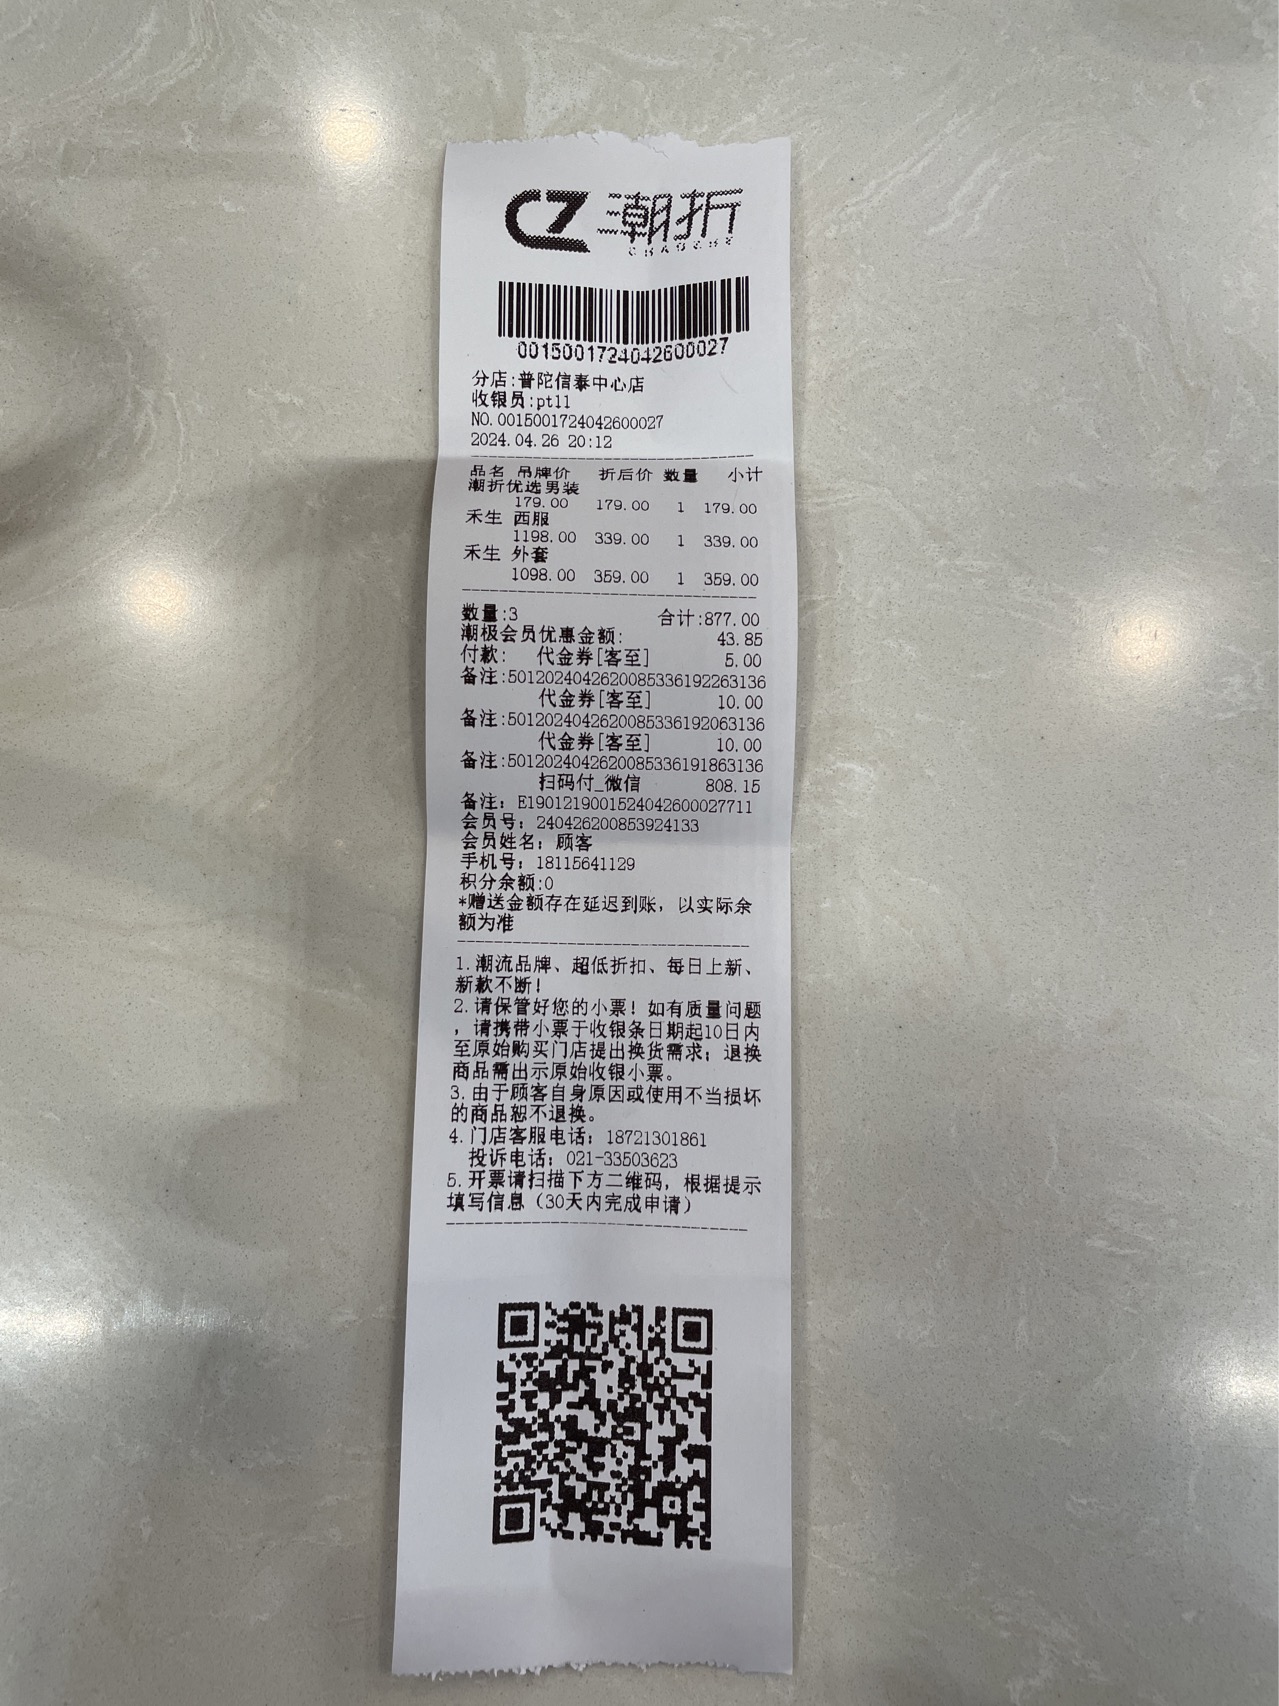 CZ 潮折
CHAOZHE
0015001724042600027
分店:普陀信泰中心店
收银员:pt11
NO.0015001724042600027
2024.04.26 20:12
品名 吊牌价 折后价 数量 小计
潮折优选男装
179.00 179.00 1 179.00
禾生 西服
1198.00 339.00 1 339.00
禾生 外套
1098.00 359.00 1 359.00
数量:3 合计:877.00
潮极会员优惠金额: 43.85
付款: 代金券[客至] 5.00
备注:5012024042620085336192263136
代金券[客至] 10.00
备注:5012024042620085336192063136
代金券[客至] 10.00
备注:5012024042620085336191863136
扫码付_微信 808.15
备注: E1901219001524042600027711
会员号: 240426200853924133
会员姓名: 顾客
手机号: 18115641129
积分余额:0
*赠送金额存在延迟到账, 以实际余
额为准
1.潮流品牌、超低折扣、每日上新、
新款不断!
2.请保管好您的小票! 如有质量问题
, 请携带小票于收银条日期起10日内
至原始购买门店提出换货需求; 退换
商品需出示原始收银小票。
3.由于顾客自身原因或使用不当损坏
的商品恕不退换。
4.门店客服电话: 18721301861
投诉电话: 021-33503623
5.开票请扫描下方二维码, 根据提示
填写信息 (30天内完成申请)